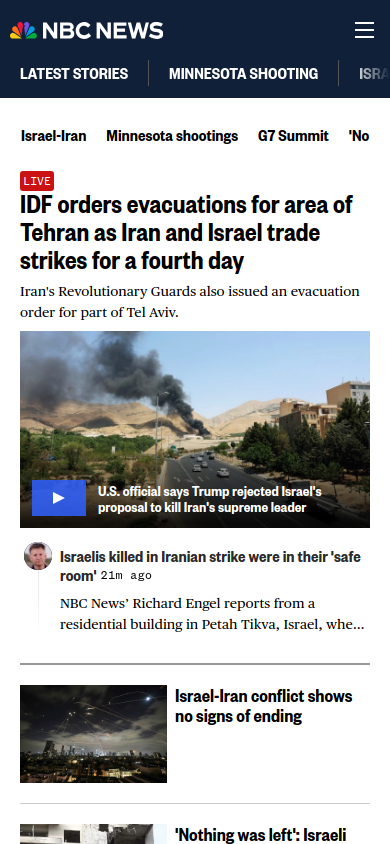 NBC NEWS
LATEST STORIES
MINNESOTA SHOOTING
ISRA
Israel-Iran
Minnesota shootings
G7 Summit
'No
LIVE
IDF orders evacuations for area of
Tehran as Iran and Israel trade
strikes for a fourth day
Iran's Revolutionary Guards also issued an evacuation
order for part of Tel Aviv.
U.S. official says Trump rejected Israel's
proposal to kill Iran's supreme leader
Israelis killed in Iranian strike were in their 'safe
room' 21m ago
NBC News’ Richard Engel reports from a
residential building in Petah Tikva, Israel, whe...
Israel-Iran conflict shows
no signs of ending
'Nothing was left': Israeli